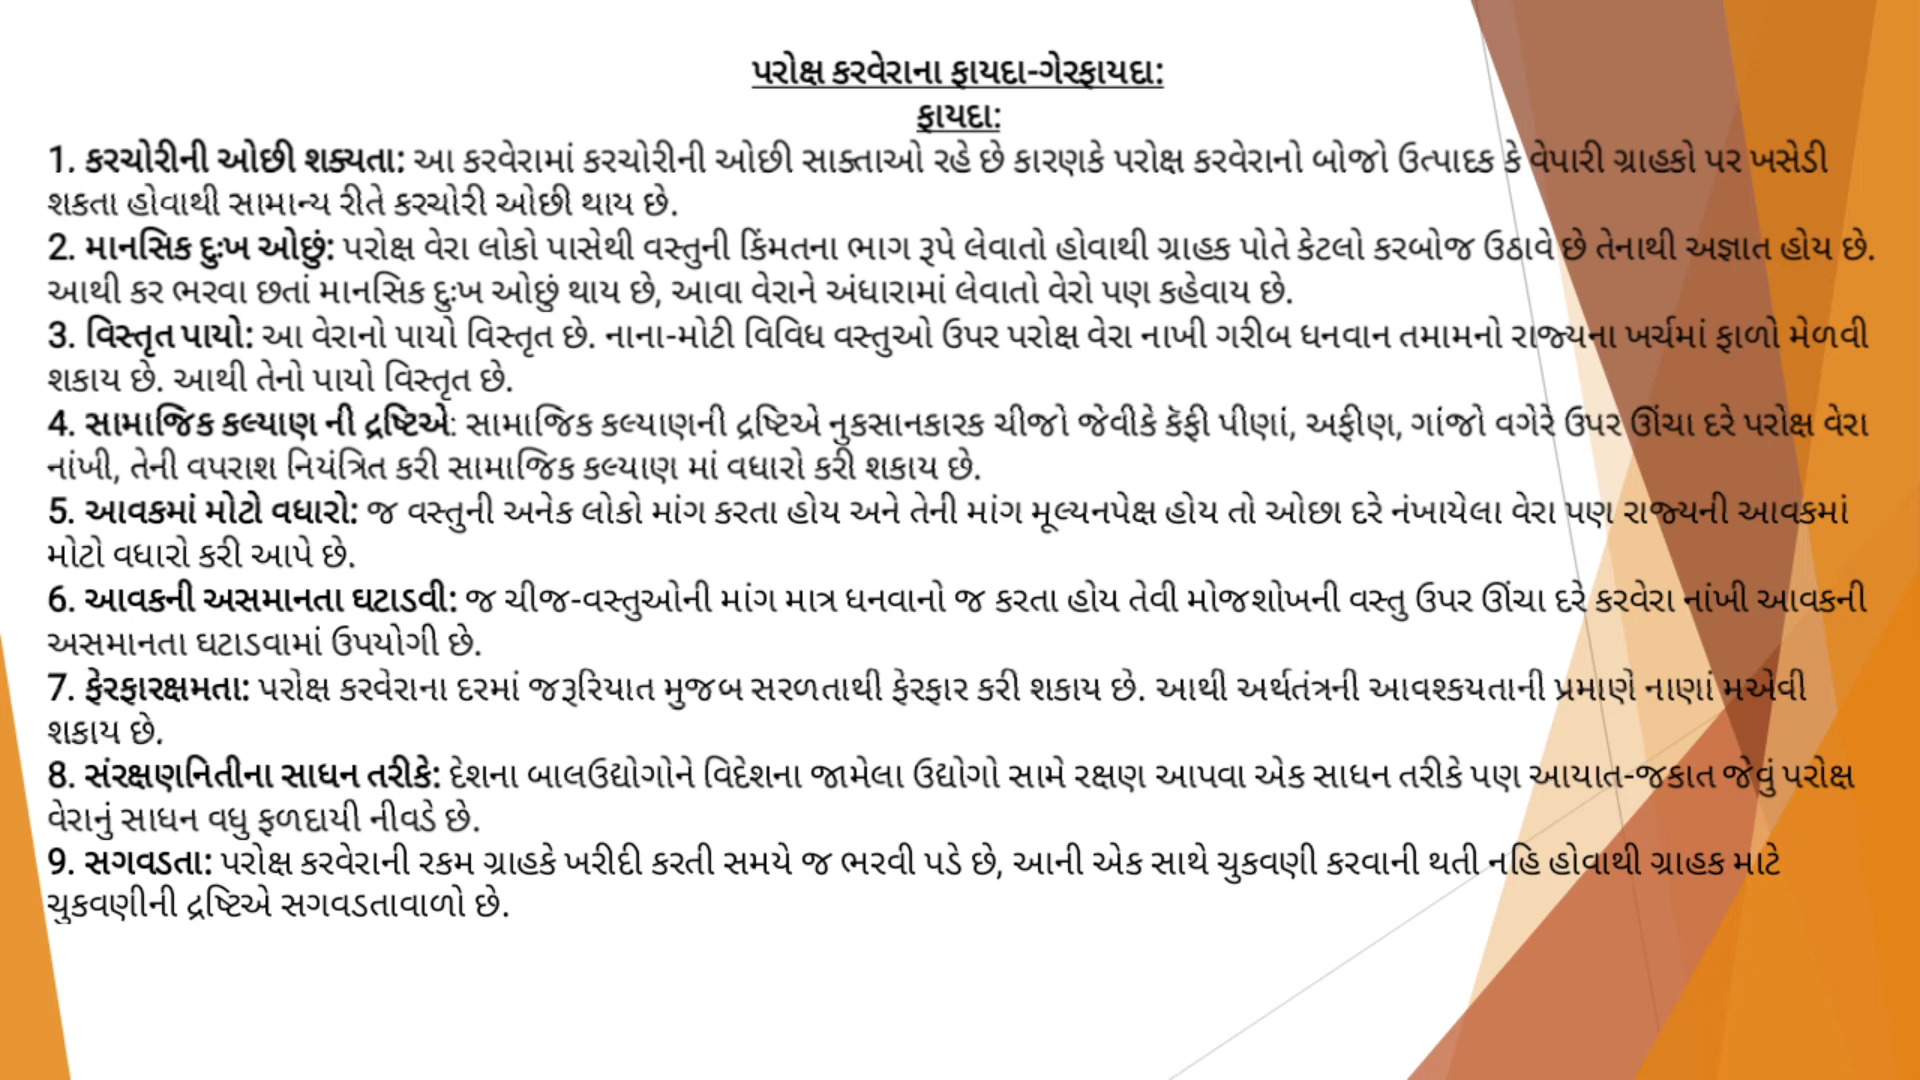 પરોક્ષ કરવેરાના ફાયદા-ગેરફાયદા:
ફાયદા:
1. કરચોરીની ઓછી શક્યતા: આ કરવેરામાં કરચોરીની ઓછી સાક્તાઓ રહે છે કારણકે પરોક્ષ કરવેરાનો બોજો ઉત્પાદક કે વેપારી ગ્રાહકો પર ખસેડી
શકતા હોવાથી સામાન્ય રીતે કરચોરી ઓછી થાય છે.
2. માનસિક દુઃખ ઓછું: પરોક્ષ વેરા લોકો પાસેથી વસ્તુની કિંમતના ભાગ રૂપે લેવાતો હોવાથી ગ્રાહક પોતે કેટલો કરબોજ ઉઠાવે છે તેનાથી અજ્ઞાત હોય છે.
આથી કર ભરવા છતાં માનસિક દુઃખ ઓછું થાય છે, આવા વેરાને અંધારામાં લેવાતો વેરો પણ કહેવાય છે.
3. વિસ્તૃત પાયો: આ વેરાનો પાયો વિસ્તૃત છે. નાના-મોટી વિવિધ વસ્તુઓ ઉપર પરોક્ષ વેરા નાખી ગરીબ ધનવાન તમામનો રાજ્યના ખર્ચમાં ફાળો મેળવી
શકાય છે. આથી તેનો પાયો વિસ્તૃત છે.
4. સામાજિક કલ્યાણ ની દ્રષ્ટિએ: સામાજિક કલ્યાણની દ્રષ્ટિએ નુકસાનકારક ચીજો જેવીકે કૅફી પીણાં, અફીણ, ગાંજો વગેરે ઉપર ઊંચા દરે પરોક્ષ વેરા
નાંખી, તેની વપરાશ નિયંત્રિત કરી સામાજિક કલ્યાણ માં વધારો કરી શકાય છે.
5. આવકમાં મોટો વધારો: જ વસ્તુની અનેક લોકો માંગ કરતા હોય અને તેની માંગ મૂલ્યનપેક્ષ હોય તો ઓછા દરે નંખાયેલા વેરા પણ રાજ્યની આવકમાં
મોટો વધારો કરી આપે છે.
6. આવકની અસમાનતા ઘટાડવી: જ ચીજ-વસ્તુઓની માંગ માત્ર ધનવાનો જ કરતા હોય તેવી મોજશોખની વસ્તુ ઉપર ઊંચા દરે કરવેરા નાંખી આવકની
અસમાનતા ઘટાડવામાં ઉપયોગી છે.
7. ફેરફારક્ષમતા: પરોક્ષ કરવેરાના દરમાં જરૂરિયાત મુજબ સરળતાથી ફેરફાર કરી શકાય છે. આથી અર્થતંત્રની આવશ્કયતાની પ્રમાણે નાણાં મએવી
શકાય છે.
8. સંરક્ષણનિતીના સાધન તરીકે: દેશના બાલઉદ્યોગોને વિદેશના જામેલા ઉદ્યોગો સામે રક્ષણ આપવા એક સાધન તરીકે પણ આયાત-જકાત જેવું પરોક્ષ
વેરાનું સાધન વધુ ફળદાયી નીવડે છે.
9. સગવડતા: પરોક્ષ કરવેરાની રકમ ગ્રાહકે ખરીદી કરતી સમયે જ ભરવી પડે છે, આની એક સાથે ચુકવણી કરવાની થતી નહિ હોવાથી ગ્રાહક માટે
ચુકવણીની દ્રષ્ટિએ સગવડતાવાળો છે.